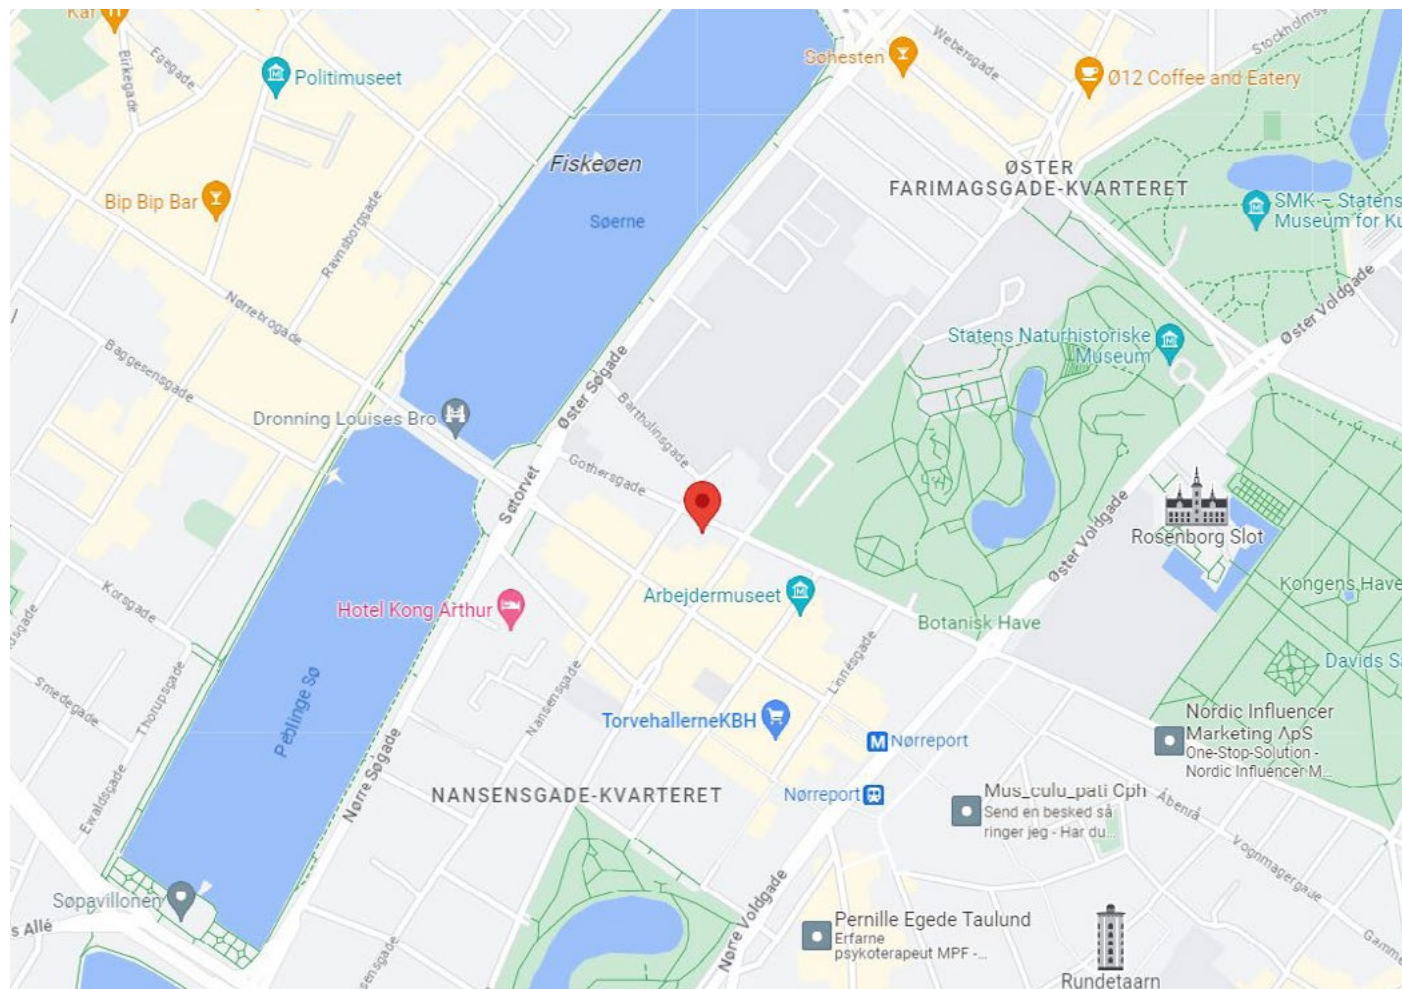 Kaf
Birkegade
Egegade
Politimuseet
Søhesten
Webersgade
Stockholmsg
Ø12 Coffee and Eatery
Fiskeøen
Søerne
ØSTER
FARIMAGSGADE-KVARTERET
Bip Bip Bar
Ravnsborggade
SMK – Statens
Museum for Ku
Nørrebrogade
Øster Voldgade
Statens Naturhistoriske
Museum
Baggesensgade
Øster Søgade
Bartholinsgade
Dronning Louises Bro
Gothersgade
Søtorvet
Øster Voldgade
Rosenborg Slot
Kongens Have
Korsgade
Hotel Kong Arthur
Arbejdermuseet
Botanisk Have
usgade
Smedegade
Thorupsgade
Peblinge Sø
Nansensgade
Linnésgade
Davids Sa
TorvehallerneKBH
Nørreport
Nordic Influencer
Marketing ApS
One-Stop-Solution -
Nordic Influencer M...
Ewaldsgade
Nørre Søgade
NANSENSGADE-KVARTERET
Nørreport
Mus_culu_pati Cph
Send en besked så
ringer jeg - Har du...
Åbenrå
Vognmagergade
Søpavillonen
s Allé
Nørre Voldgade
Pernille Egede Taulund
Erfarne
psykoterapeut MPF -...
Gamme
ensgade
Rundetaarn